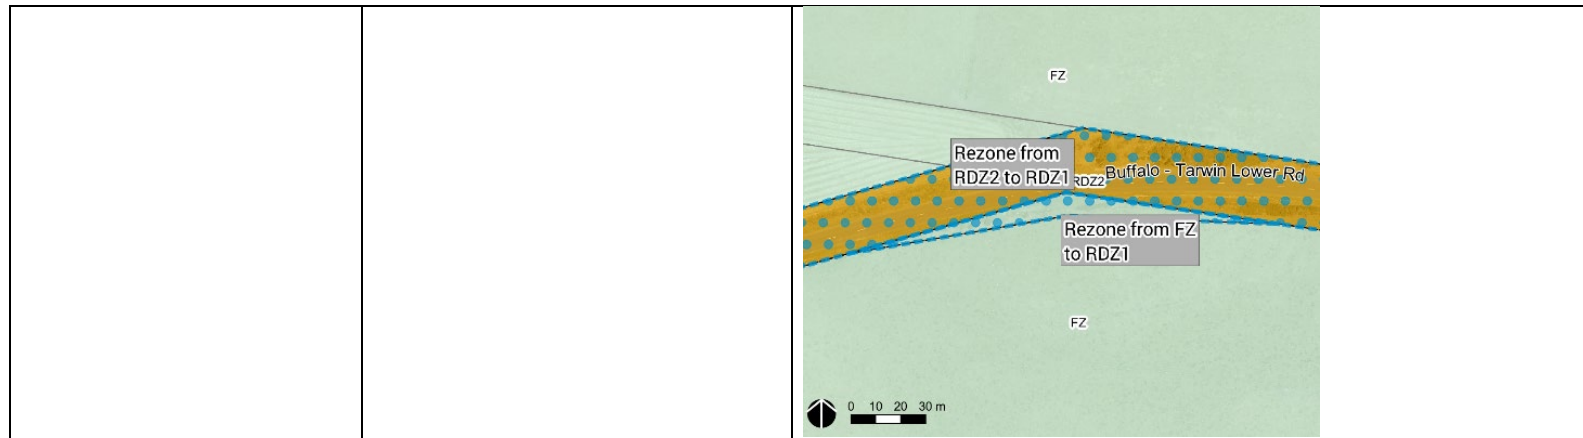 FZ
Rezone from
RDZ2 to RDZ1
RDZ2
Buffalo - Tarwin Lower Rd
Rezone from FZ
to RDZ1
FZ
0 10 20 30 m